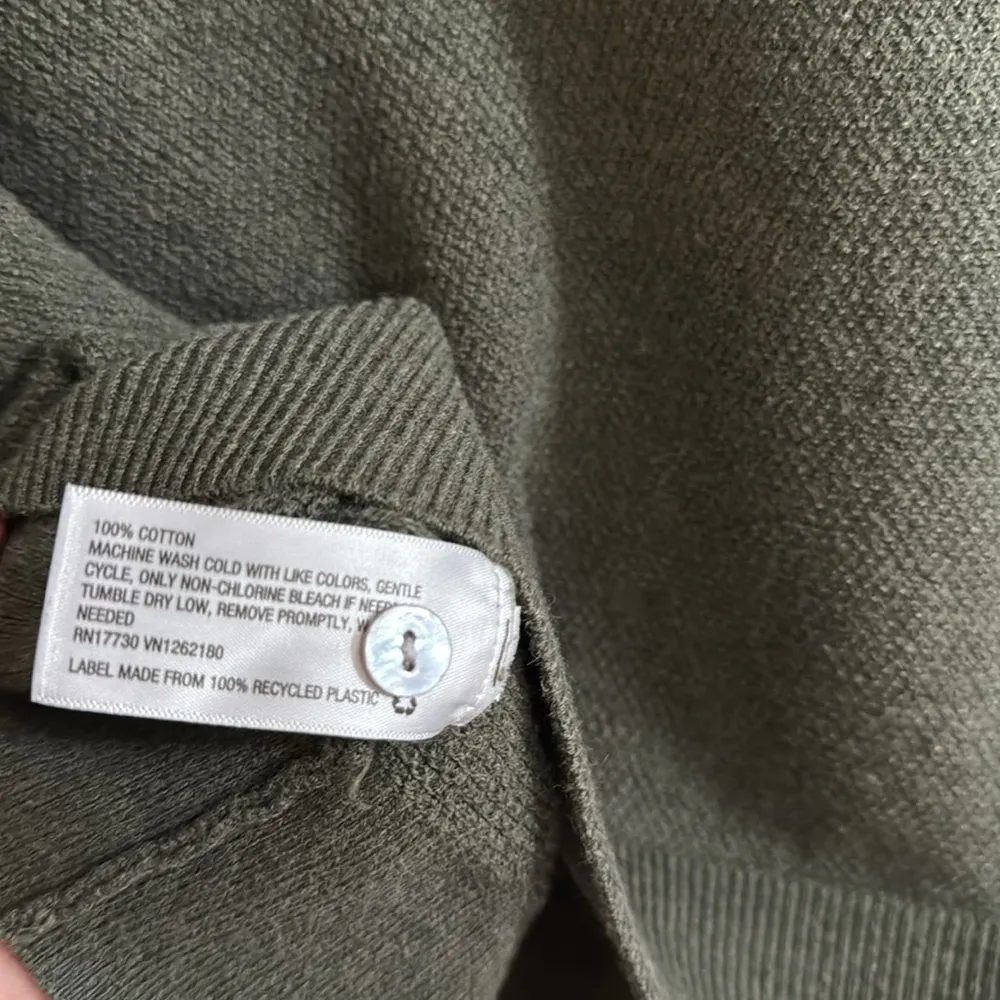 100% COTTON
MACHINE WASH COLD WITH LIKE COLORS, GENTLE
CYCLE, ONLY NON-CHLORINE BLEACH IF
TUMBLE DRY LOW, REMOVE PROMPTLY,
NEEDED
RN17730 VN1262180
LABEL MADE FROM 100% RECYCLED PLASTIC